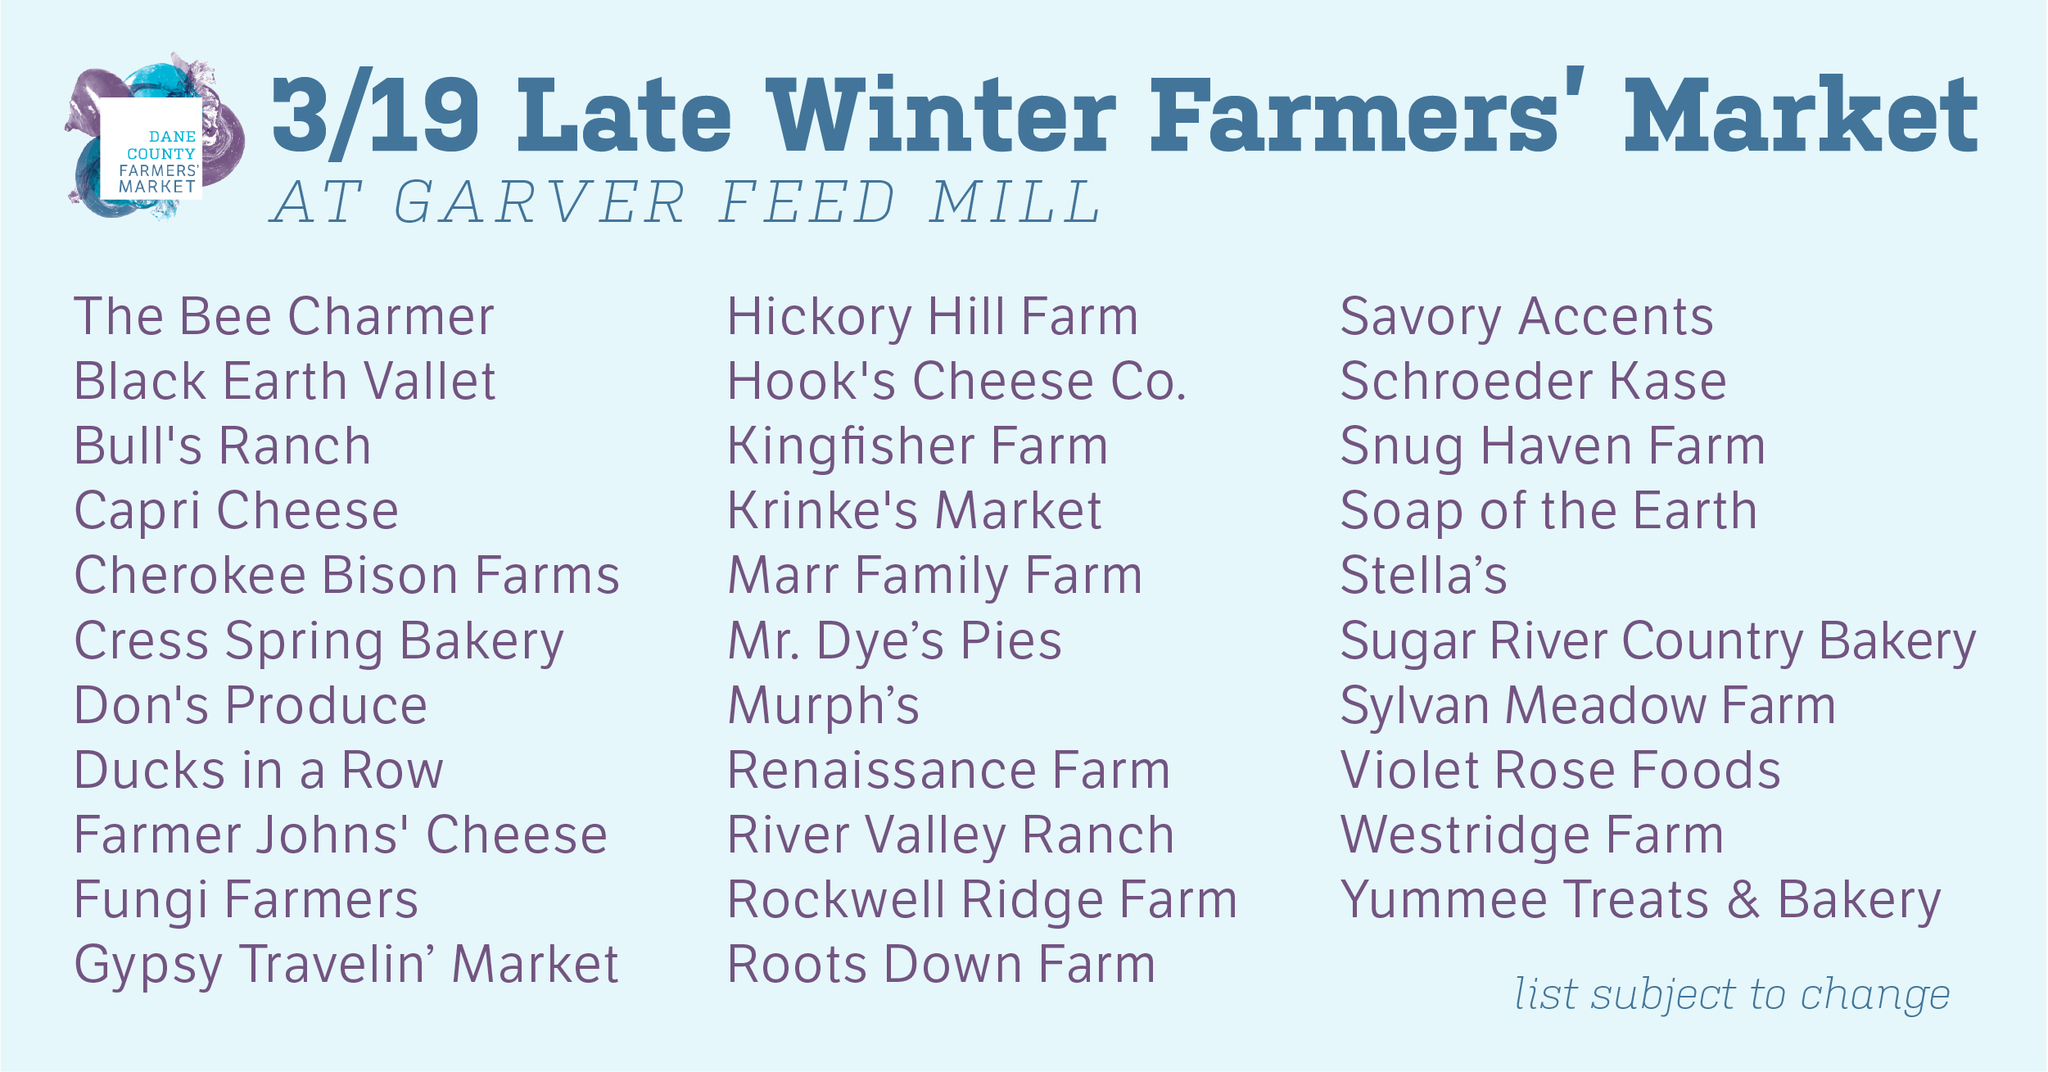 DANE
COUNTY
FARMERS'
MARKET
3/19 Late Winter Farmers' Market
AT GARVER FEED MILL
The Bee Charmer
Black Earth Vallet
Bull's Ranch
Capri Cheese
Cherokee Bison Farms
Cress Spring Bakery
Don's Produce
Ducks in a Row
Farmer Johns' Cheese
Fungi Farmers
Gypsy Travelin’ Market
Hickory Hill Farm
Hook's Cheese Co.
Kingfisher Farm
Krinke's Market
Marr Family Farm
Mr. Dye’s Pies
Murph’s
Renaissance Farm
River Valley Ranch
Rockwell Ridge Farm
Roots Down Farm
Savory Accents
Schroeder Kase
Snug Haven Farm
Soap of the Earth
Stella’s
Sugar River Country Bakery
Sylvan Meadow Farm
Violet Rose Foods
Westridge Farm
Yummee Treats & Bakery
list subject to change